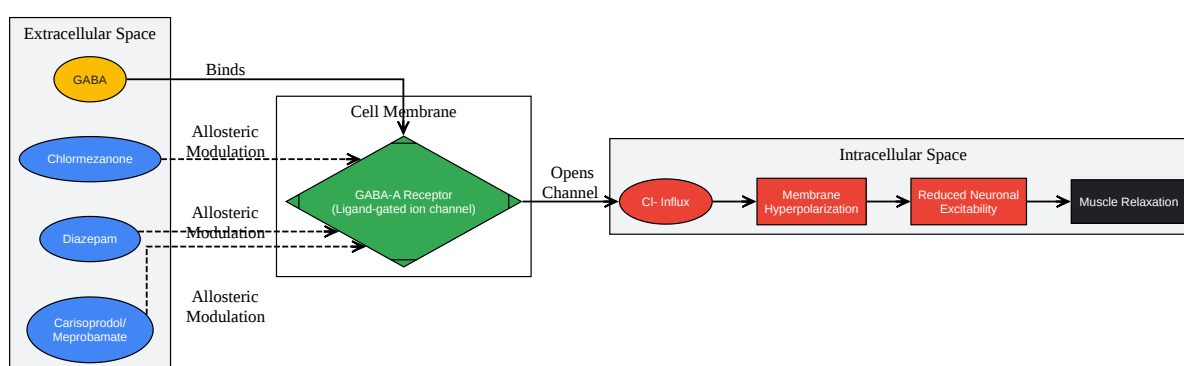 Extracellular Space
GABA
Binds
Cell Membrane
Chlormezanone
Allosteric
Modulation
GABA-A Receptor
(Ligand-gated ion channel)
Diazepam
Allosteric
Modulation
Carisoprodol/
Meprobamate
Allosteric
Modulation
Opens
Channel
Intracellular Space
Cl- Influx
Membrane
Hyperpolarization
Reduced Neuronal
Excitability
Muscle Relaxation